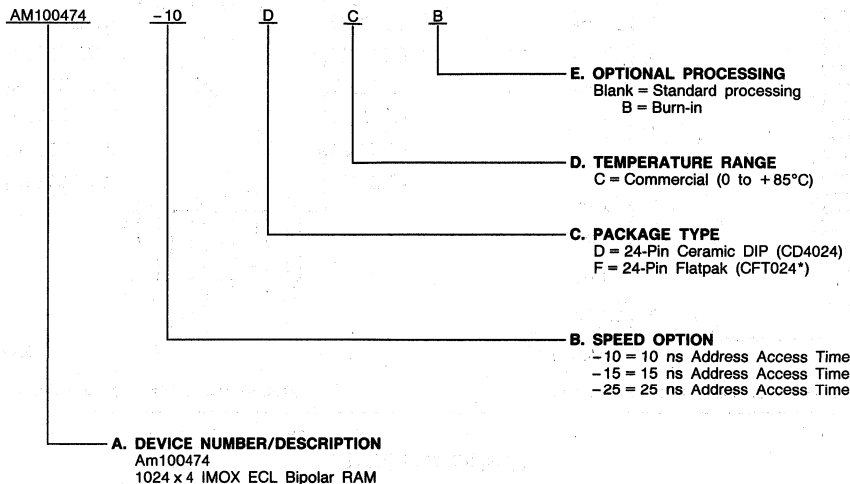 AM100474 -10 D C B
E. OPTIONAL PROCESSING
Blank = Standard processing
B = Burn-in
D. TEMPERATURE RANGE
C = Commercial (0 to +85°C)
C. PACKAGE TYPE
D = 24-Pin Ceramic DIP (CD4024)
F = 24-Pin Flatpak (CFT024*)
B. SPEED OPTION
-10 = 10 ns Address Access Time
-15 = 15 ns Address Access Time
-25 = 25 ns Address Access Time
A. DEVICE NUMBER/DESCRIPTION
Am100474
1024 x 4 IMOX ECL Bipolar RAM